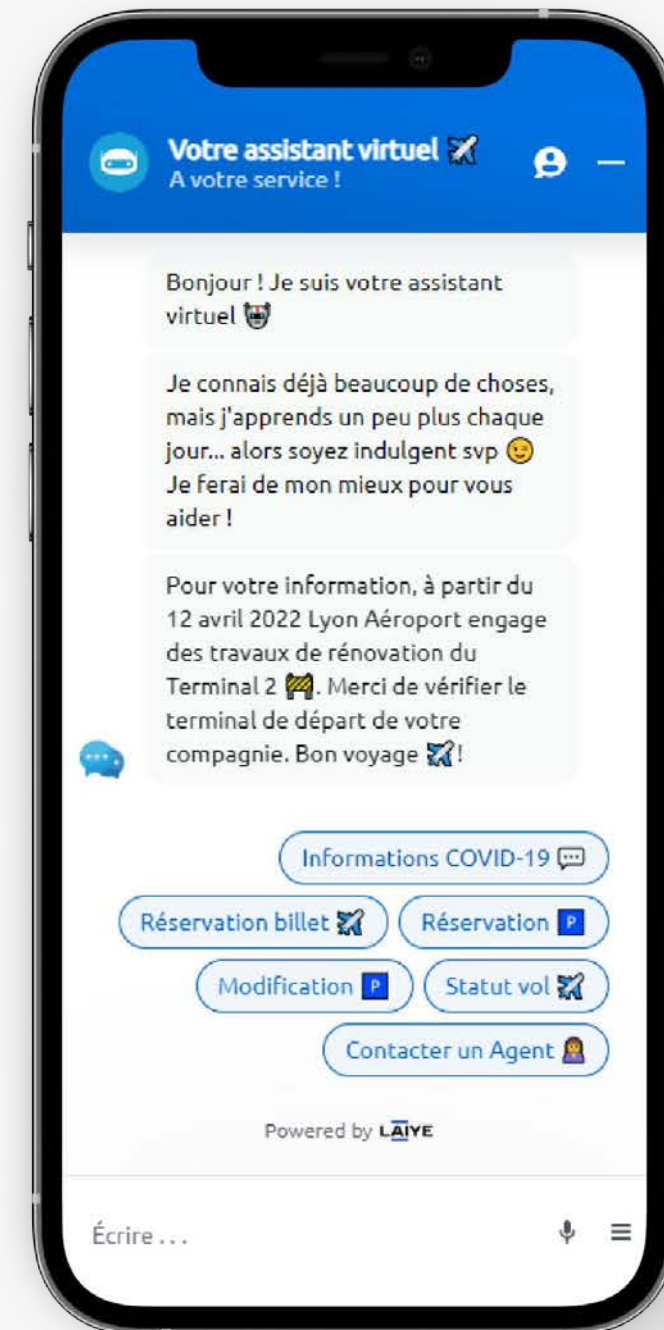 Votre assistant virtuel ✈️
A votre service !
Bonjour ! Je suis votre assistant
virtuel 🤖
Je connais déjà beaucoup de choses,
mais j'apprends un peu plus chaque
jour... alors soyez indulgent svp 😉
Je ferai de mon mieux pour vous
aider !
Pour votre information, à partir du
12 avril 2022 Lyon Aéroport engage
des travaux de rénovation du
Terminal 2 🚧. Merci de vérifier le
terminal de départ de votre
compagnie. Bon voyage ✈️!
Informations COVID-19 💬
Réservation billet ✈️ Réservation 🅿️
Modification 🅿️ Statut vol ✈️
Contacter un Agent 🙋🏾‍♀️
Powered by LAIYE
Écrire ...